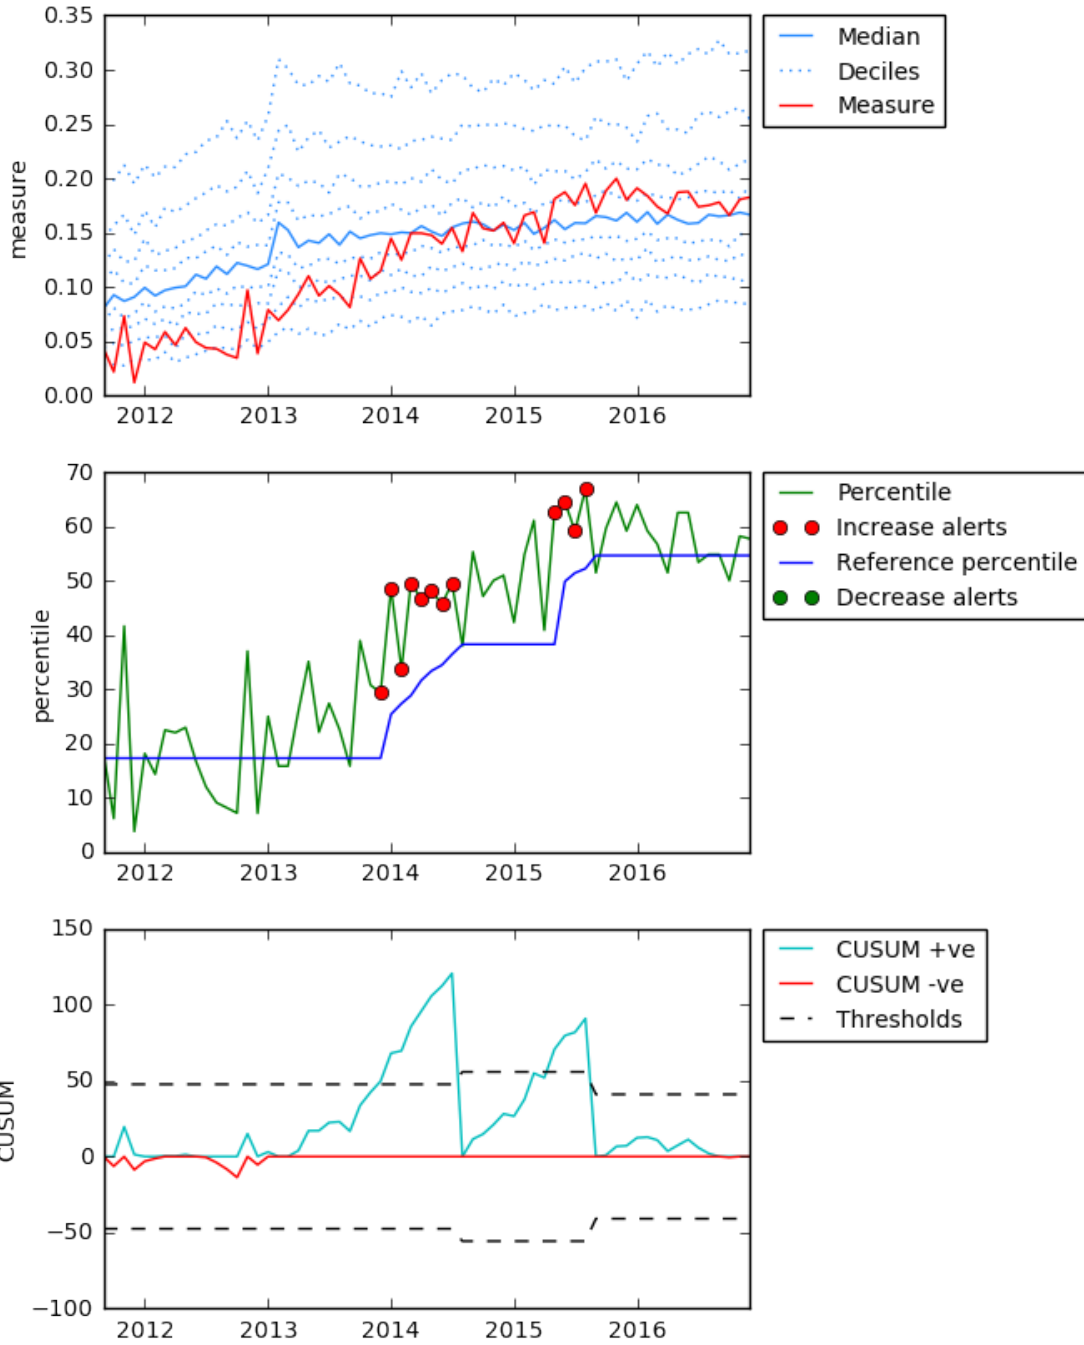 0.35
0.30
0.25
0.20
0.15
0.10
0.05
0.00
measure
2012 2013 2014 2015 2016
Median
Deciles
Measure
70
60
50
40
30
20
10
0
percentile
2012 2013 2014 2015 2016
Percentile
Increase alerts
Reference percentile
Decrease alerts
150
100
50
0
−50
−100
CUSUM
2012 2013 2014 2015 2016
CUSUM +ve
CUSUM -ve
Thresholds